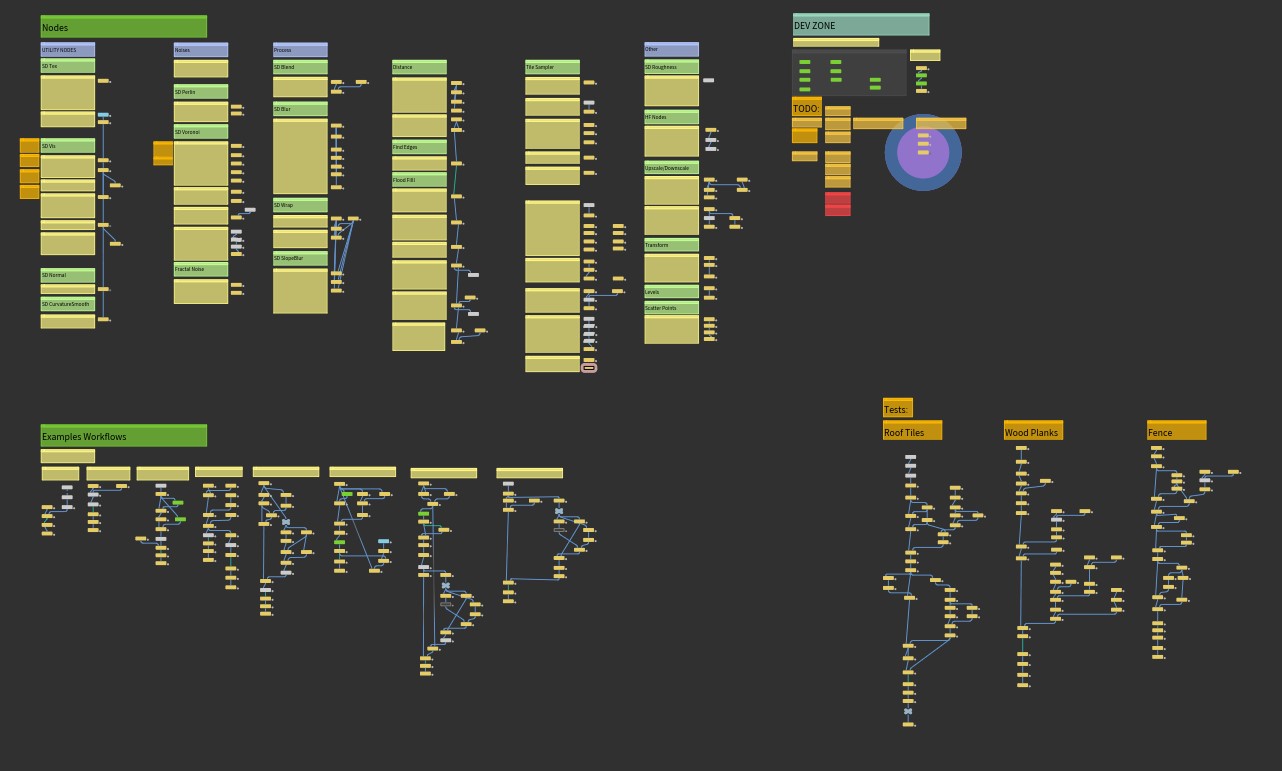 Nodes
UTILITY NODES
SD Tex
SD Vis
SD Normal
SD CurvatureSmooth
Noises
SD Perlin
SD Voronoi
Fractal Noise
Process
SD Blend
SD Blur
SD Wrap
SD SlopeBlur
Distance
Find Edges
Flood Fill
Tile Sampler
Other
SD Roughness
HF Nodes
Upscale/Downscale
Transform
Levels
Scatter Points
DEV ZONE
TODO:
Examples Workflows
Tests:
Roof Tiles
Wood Planks
Fence